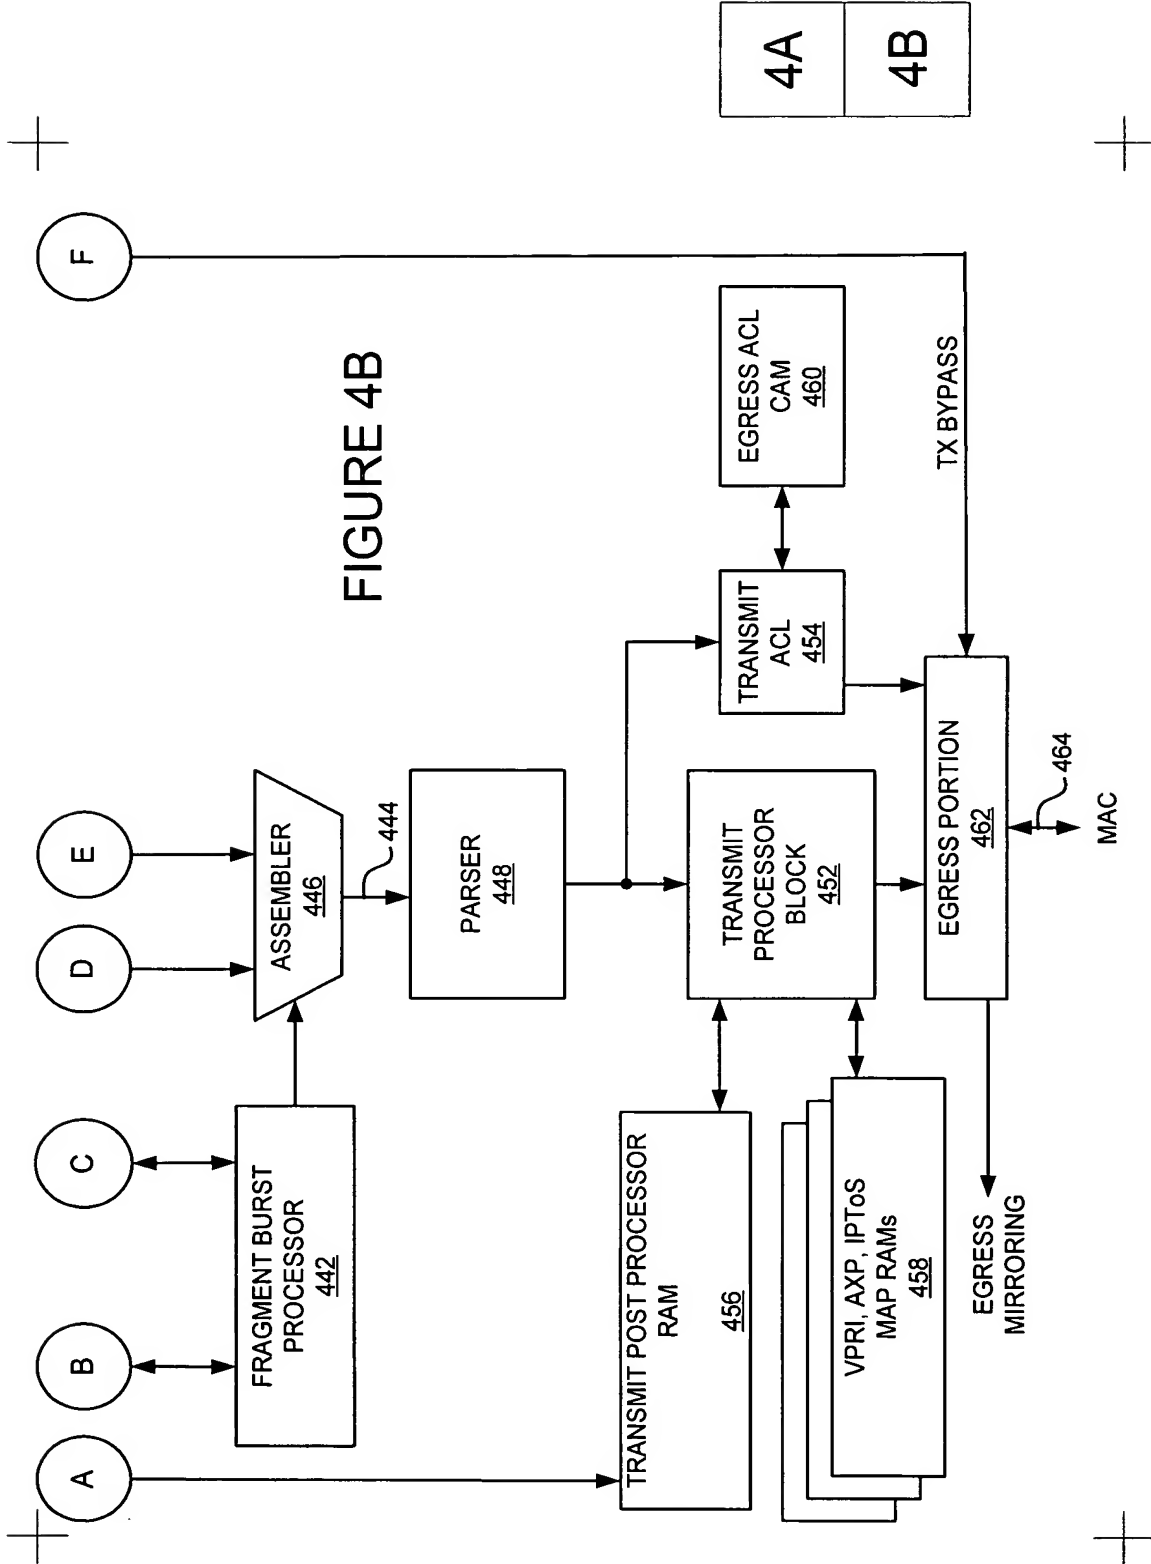 A
B
C
D
E
F
FRAGMENT BURST
PROCESSOR
442
ASSEMBLER
446
444
FIGURE 4B
PARSER
448
TRANSMIT POST PROCESSOR
RAM
456
TRANSMIT
PROCESSOR
BLOCK
452
TRANSMIT
ACL
454
EGRESS ACL
CAM
460
VPRI, AXP, IPToS
MAP RAMs
458
TX BYPASS
EGRESS PORTION
462
EGRESS
MIRRORING
464
MAC
4A
4B